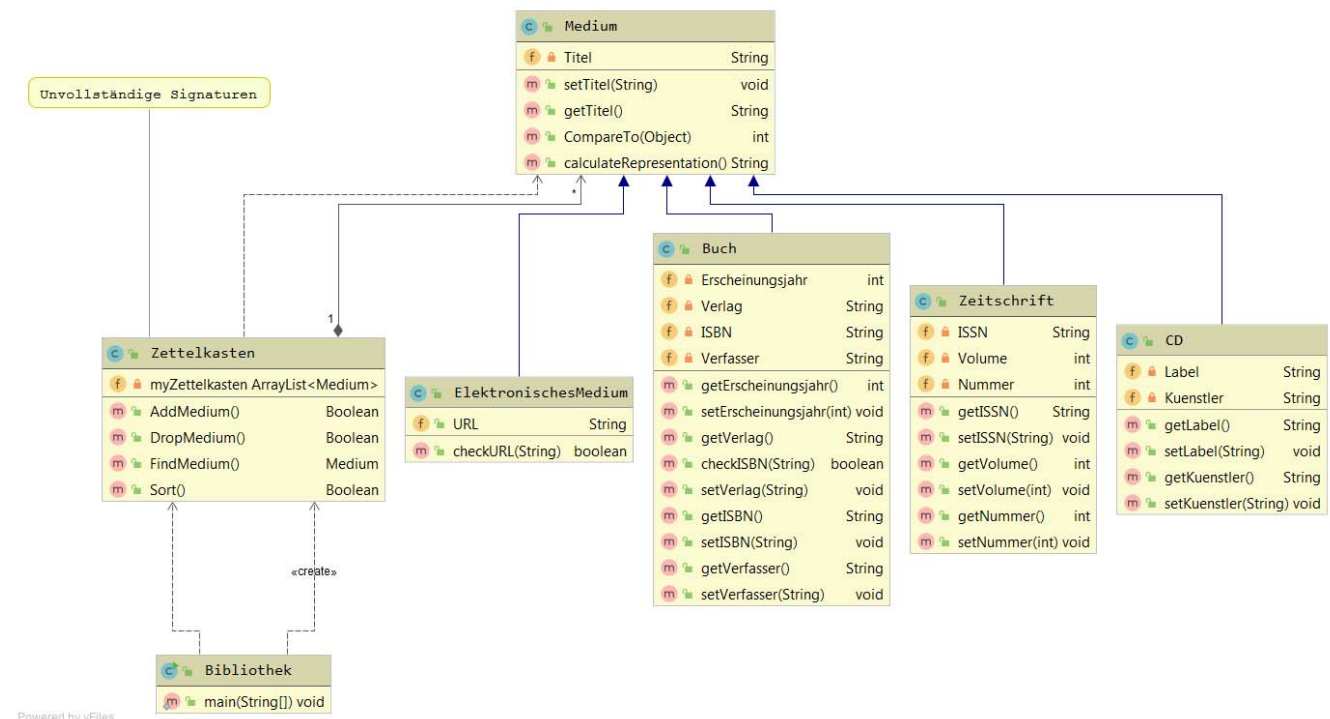 Medium
Titel String
setTitel(String) void
getTitel() String
CompareTo(Object) int
calculateRepresentation() String
Unvollständige Signaturen
*
1
Zettelkasten
myZettelkasten ArrayList<Medium>
AddMedium() Boolean
DropMedium() Boolean
FindMedium() Medium
Sort() Boolean
ElektronischesMedium
URL String
checkURL(String) boolean
Buch
Erscheinungsjahr int
Verlag String
ISBN String
Verfasser String
getErscheinungsjahr() int
setErscheinungsjahr(int) void
getVerlag() String
checkISBN(String) boolean
setVerlag(String) void
getISBN() String
setISBN(String) void
getVerfasser() String
setVerfasser(String) void
Zeitschrift
ISSN String
Volume int
Nummer int
getISSN() String
setISSN(String) void
getVolume() int
setVolume(int) void
getNummer() int
setNummer(int) void
CD
Label String
Kuenstler String
getLabel() String
setLabel(String) void
getKuenstler() String
setKuenstler(String) void
«create»
Bibliothek
main(String[]) void
Powered by yFiles